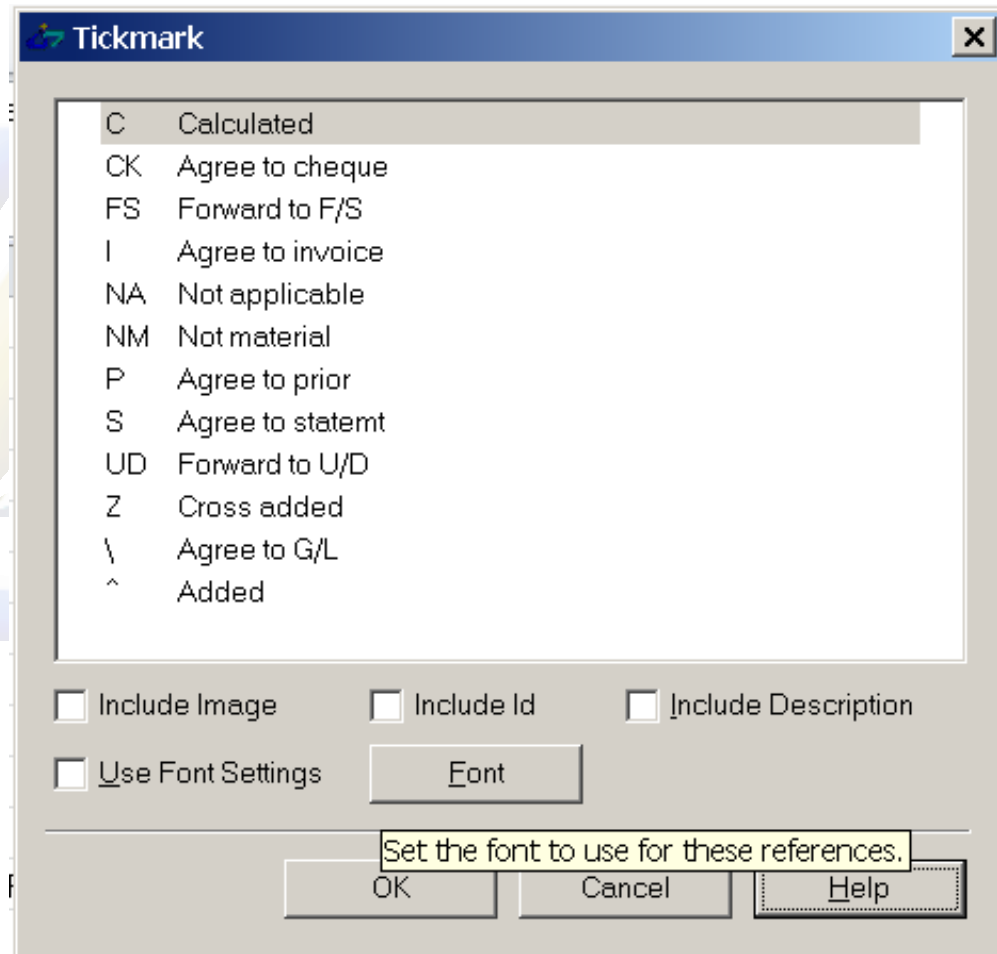 Tickmark
C Calculated
CK Agree to cheque
FS Forward to F/S
I Agree to invoice
NA Not applicable
NM Not material
P Agree to prior
S Agree to statemt
UD Forward to U/D
Z Cross added
\ Agree to G/L
^ Added
Include Image Include Id Include Description
Use Font Settings Font
Set the font to use for these references.
OK Cancel Help